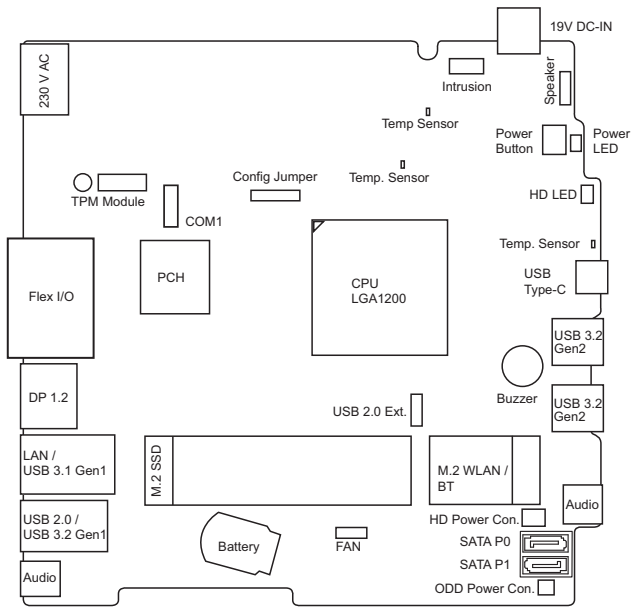 19V DC-IN
230 V AC
Intrusion
Speaker
Temp Sensor
Power
Button
Power
LED
Temp. Sensor
Config Jumper
TPM Module
COM1
HD LED
Temp. Sensor
PCH
CPU
LGA1200
USB
Type-C
Flex I/O
USB 3.2
Gen2
DP 1.2
Buzzer
USB 3.2
Gen2
USB 2.0 Ext.
LAN /
USB 3.1 Gen1
M.2 SSD
M.2 WLAN /
BT
Audio
USB 2.0 /
USB 3.2 Gen1
HD Power Con.
Battery
FAN
SATA P0
SATA P1
Audio
ODD Power Con.